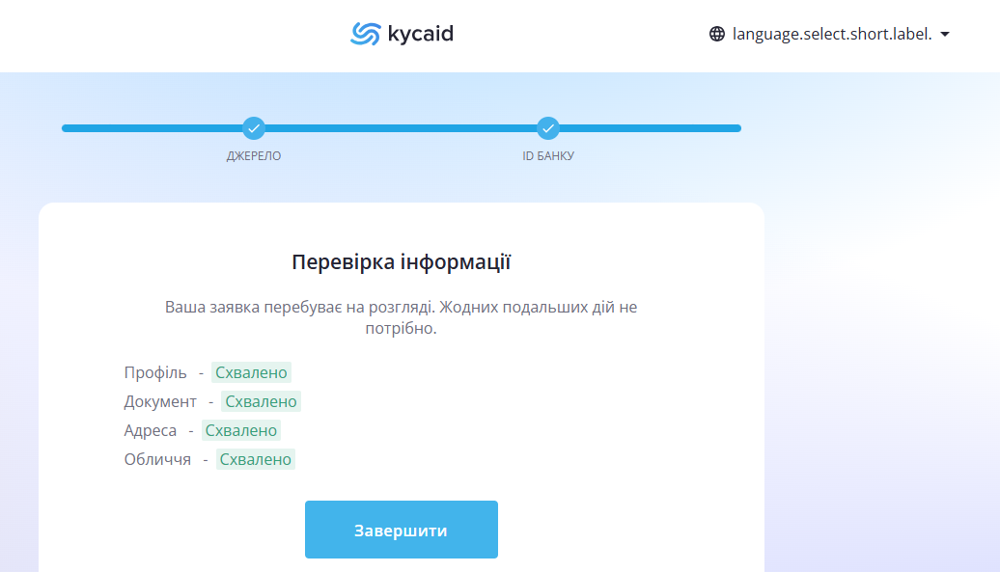 kycaid
language.select.short.label.
ДЖЕРЕЛО
ID БАНКУ
Перевірка інформації
Ваша заявка перебуває на розгляді. Жодних подальших дій не
потрібно.
Профіль - Схвалено
Документ - Схвалено
Адреса - Схвалено
Обличчя - Схвалено
Завершити